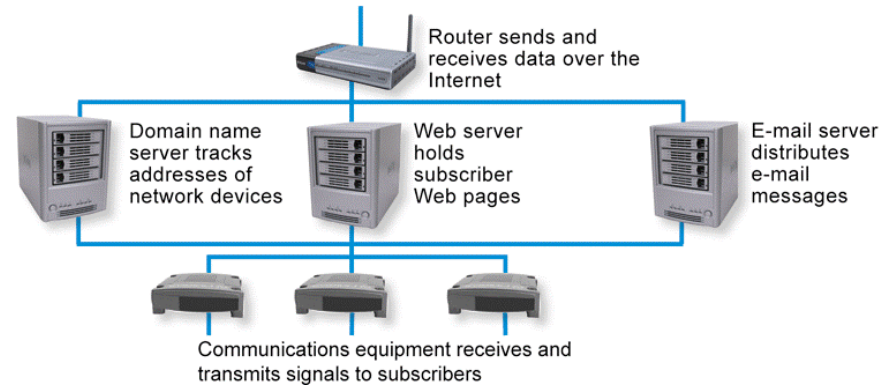 Router sends and
receives data over the
Internet
Domain name
server tracks
addresses of
network devices
Web server
holds
subscriber
Web pages
E-mail server
distributes
e-mail
messages
Communications equipment receives and
transmits signals to subscribers